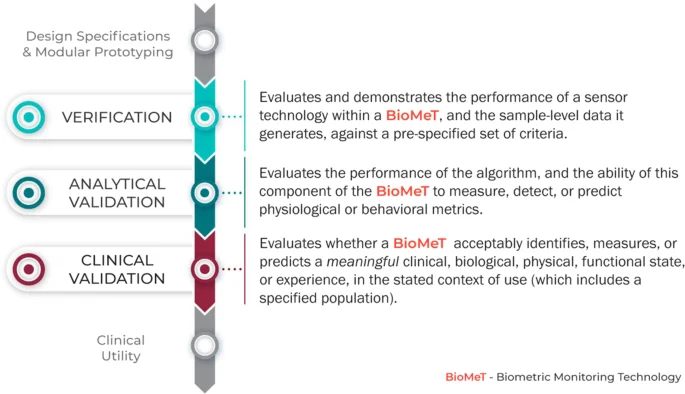 Design Specifications
& Modular Prototyping
VERIFICATION
Evaluates and demonstrates the performance of a sensor
technology within a BioMeT, and the sample-level data it
generates, against a pre-specified set of criteria.
ANALYTICAL
VALIDATION
Evaluates the performance of the algorithm, and the ability of this
component of the BioMeT to measure, detect, or predict
physiological or behavioral metrics.
CLINICAL
VALIDATION
Evaluates whether a BioMeT acceptably identifies, measures, or
predicts a meaningful clinical, biological, physical, functional state,
or experience, in the stated context of use (which includes a
specified population).
Clinical
Utility
BioMeT - Biometric Monitoring Technology